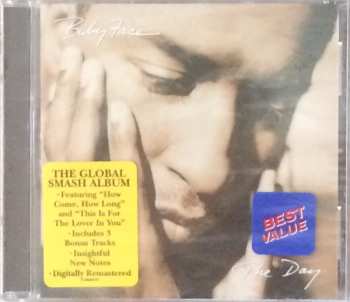 BabyFace
THE GLOBAL
SMASH ALBUM
·Featuring "How
Come, How Long"
and "This Is For
The Lover In You"
·Includes 3
Bonus Tracks
·Insightful
New Notes
·Digitally Remastered
BEST
VALUE
The Day